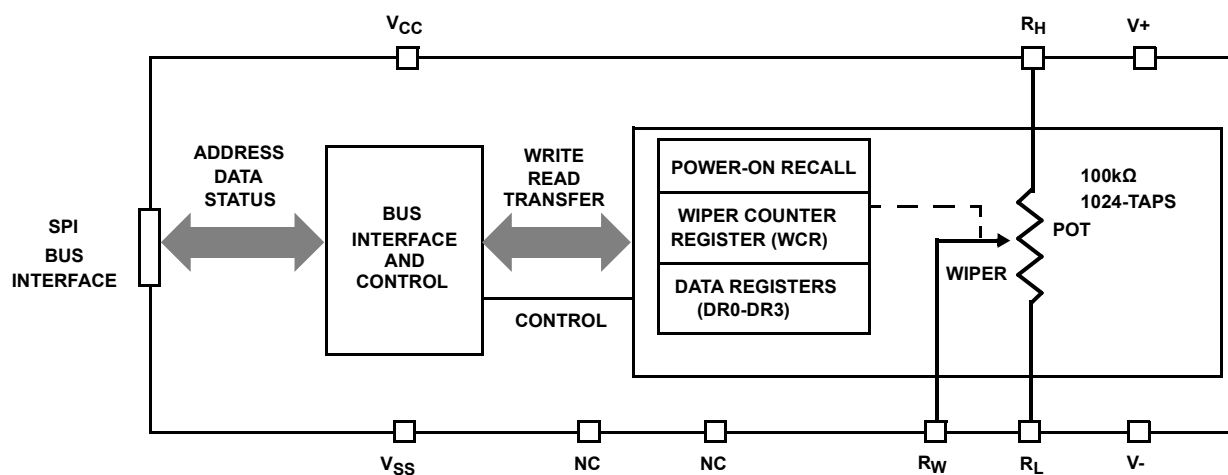 VCC
RH
V+
ADDRESS
DATA
STATUS
WRITE
READ
TRANSFER
SPI
BUS
INTERFACE
BUS
INTERFACE
AND
CONTROL
CONTROL
POWER-ON RECALL
WIPER COUNTER
REGISTER (WCR)
DATA REGISTERS
(DR0-DR3)
100kΩ
1024-TAPS
POT
WIPER
VSS
NC
NC
RW
RL
V-